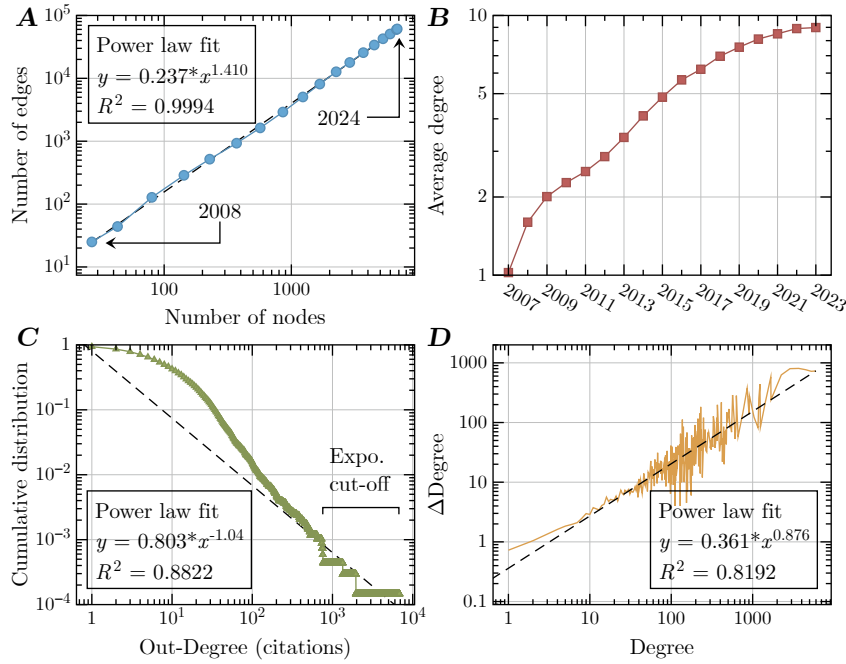 A
10^5
10^4
10^3
10^2
10^1
Number of edges
Power law fit
y = 0.237*x^1.410
R^2 = 0.9994
2024
2008
100
1000
Number of nodes
B
10
5
2
1
Average degree
2007
2009
2011
2013
2015
2017
2019
2021
2023
C
1
10^-1
10^-2
10^-3
10^-4
Cumulative distribution
Expo.
cut-off
Power law fit
y = 0.803*x^-1.04
R^2 = 0.8822
1
10^1
10^2
10^3
10^4
Out-Degree (citations)
D
1000
100
10
1
0.1
ΔDegree
Power law fit
y = 0.361*x^0.876
R^2 = 0.8192
1
10
100
1000
Degree